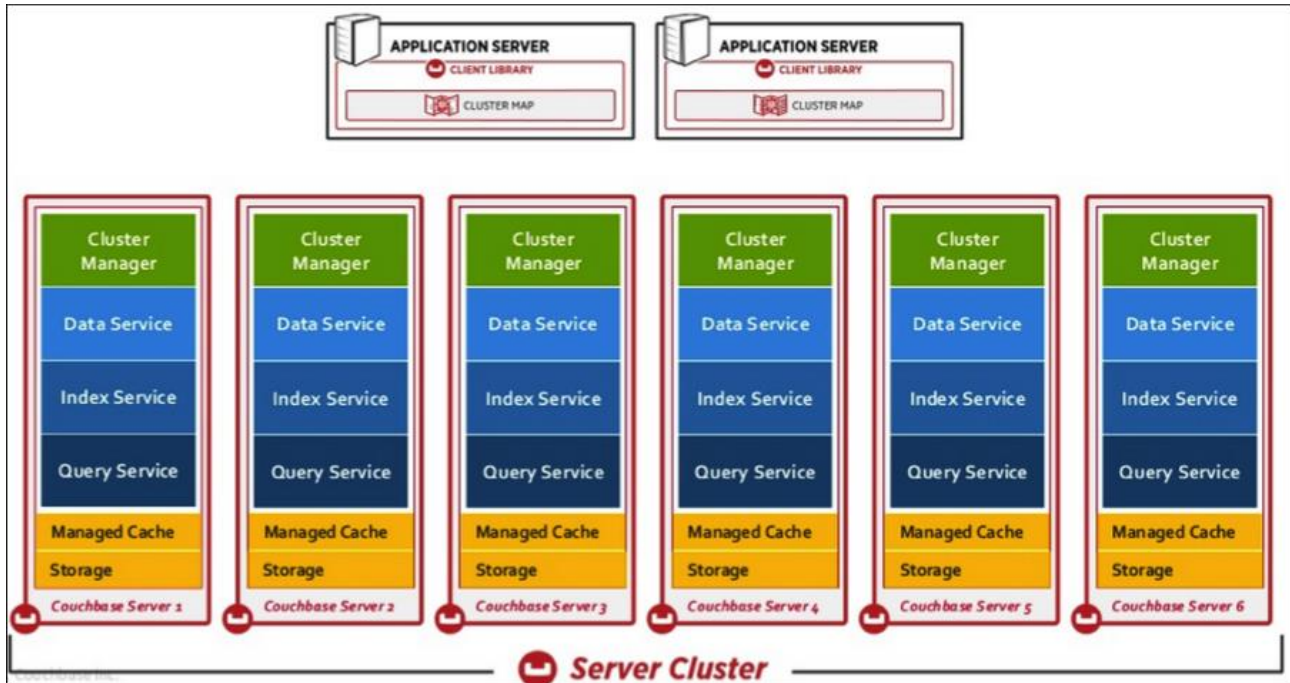 APPLICATION SERVER
CLIENT LIBRARY
CLUSTER MAP
APPLICATION SERVER
CLIENT LIBRARY
CLUSTER MAP
Cluster
Manager
Data Service
Index Service
Query Service
Managed Cache
Storage
Couchbase Server 1
Cluster
Manager
Data Service
Index Service
Query Service
Managed Cache
Storage
Couchbase Server 2
Cluster
Manager
Data Service
Index Service
Query Service
Managed Cache
Storage
Couchbase Server 3
Cluster
Manager
Data Service
Index Service
Query Service
Managed Cache
Storage
Couchbase Server 4
Cluster
Manager
Data Service
Index Service
Query Service
Managed Cache
Storage
Couchbase Server 5
Cluster
Manager
Data Service
Index Service
Query Service
Managed Cache
Storage
Couchbase Server 6
Server Cluster
Couchbase Inc.